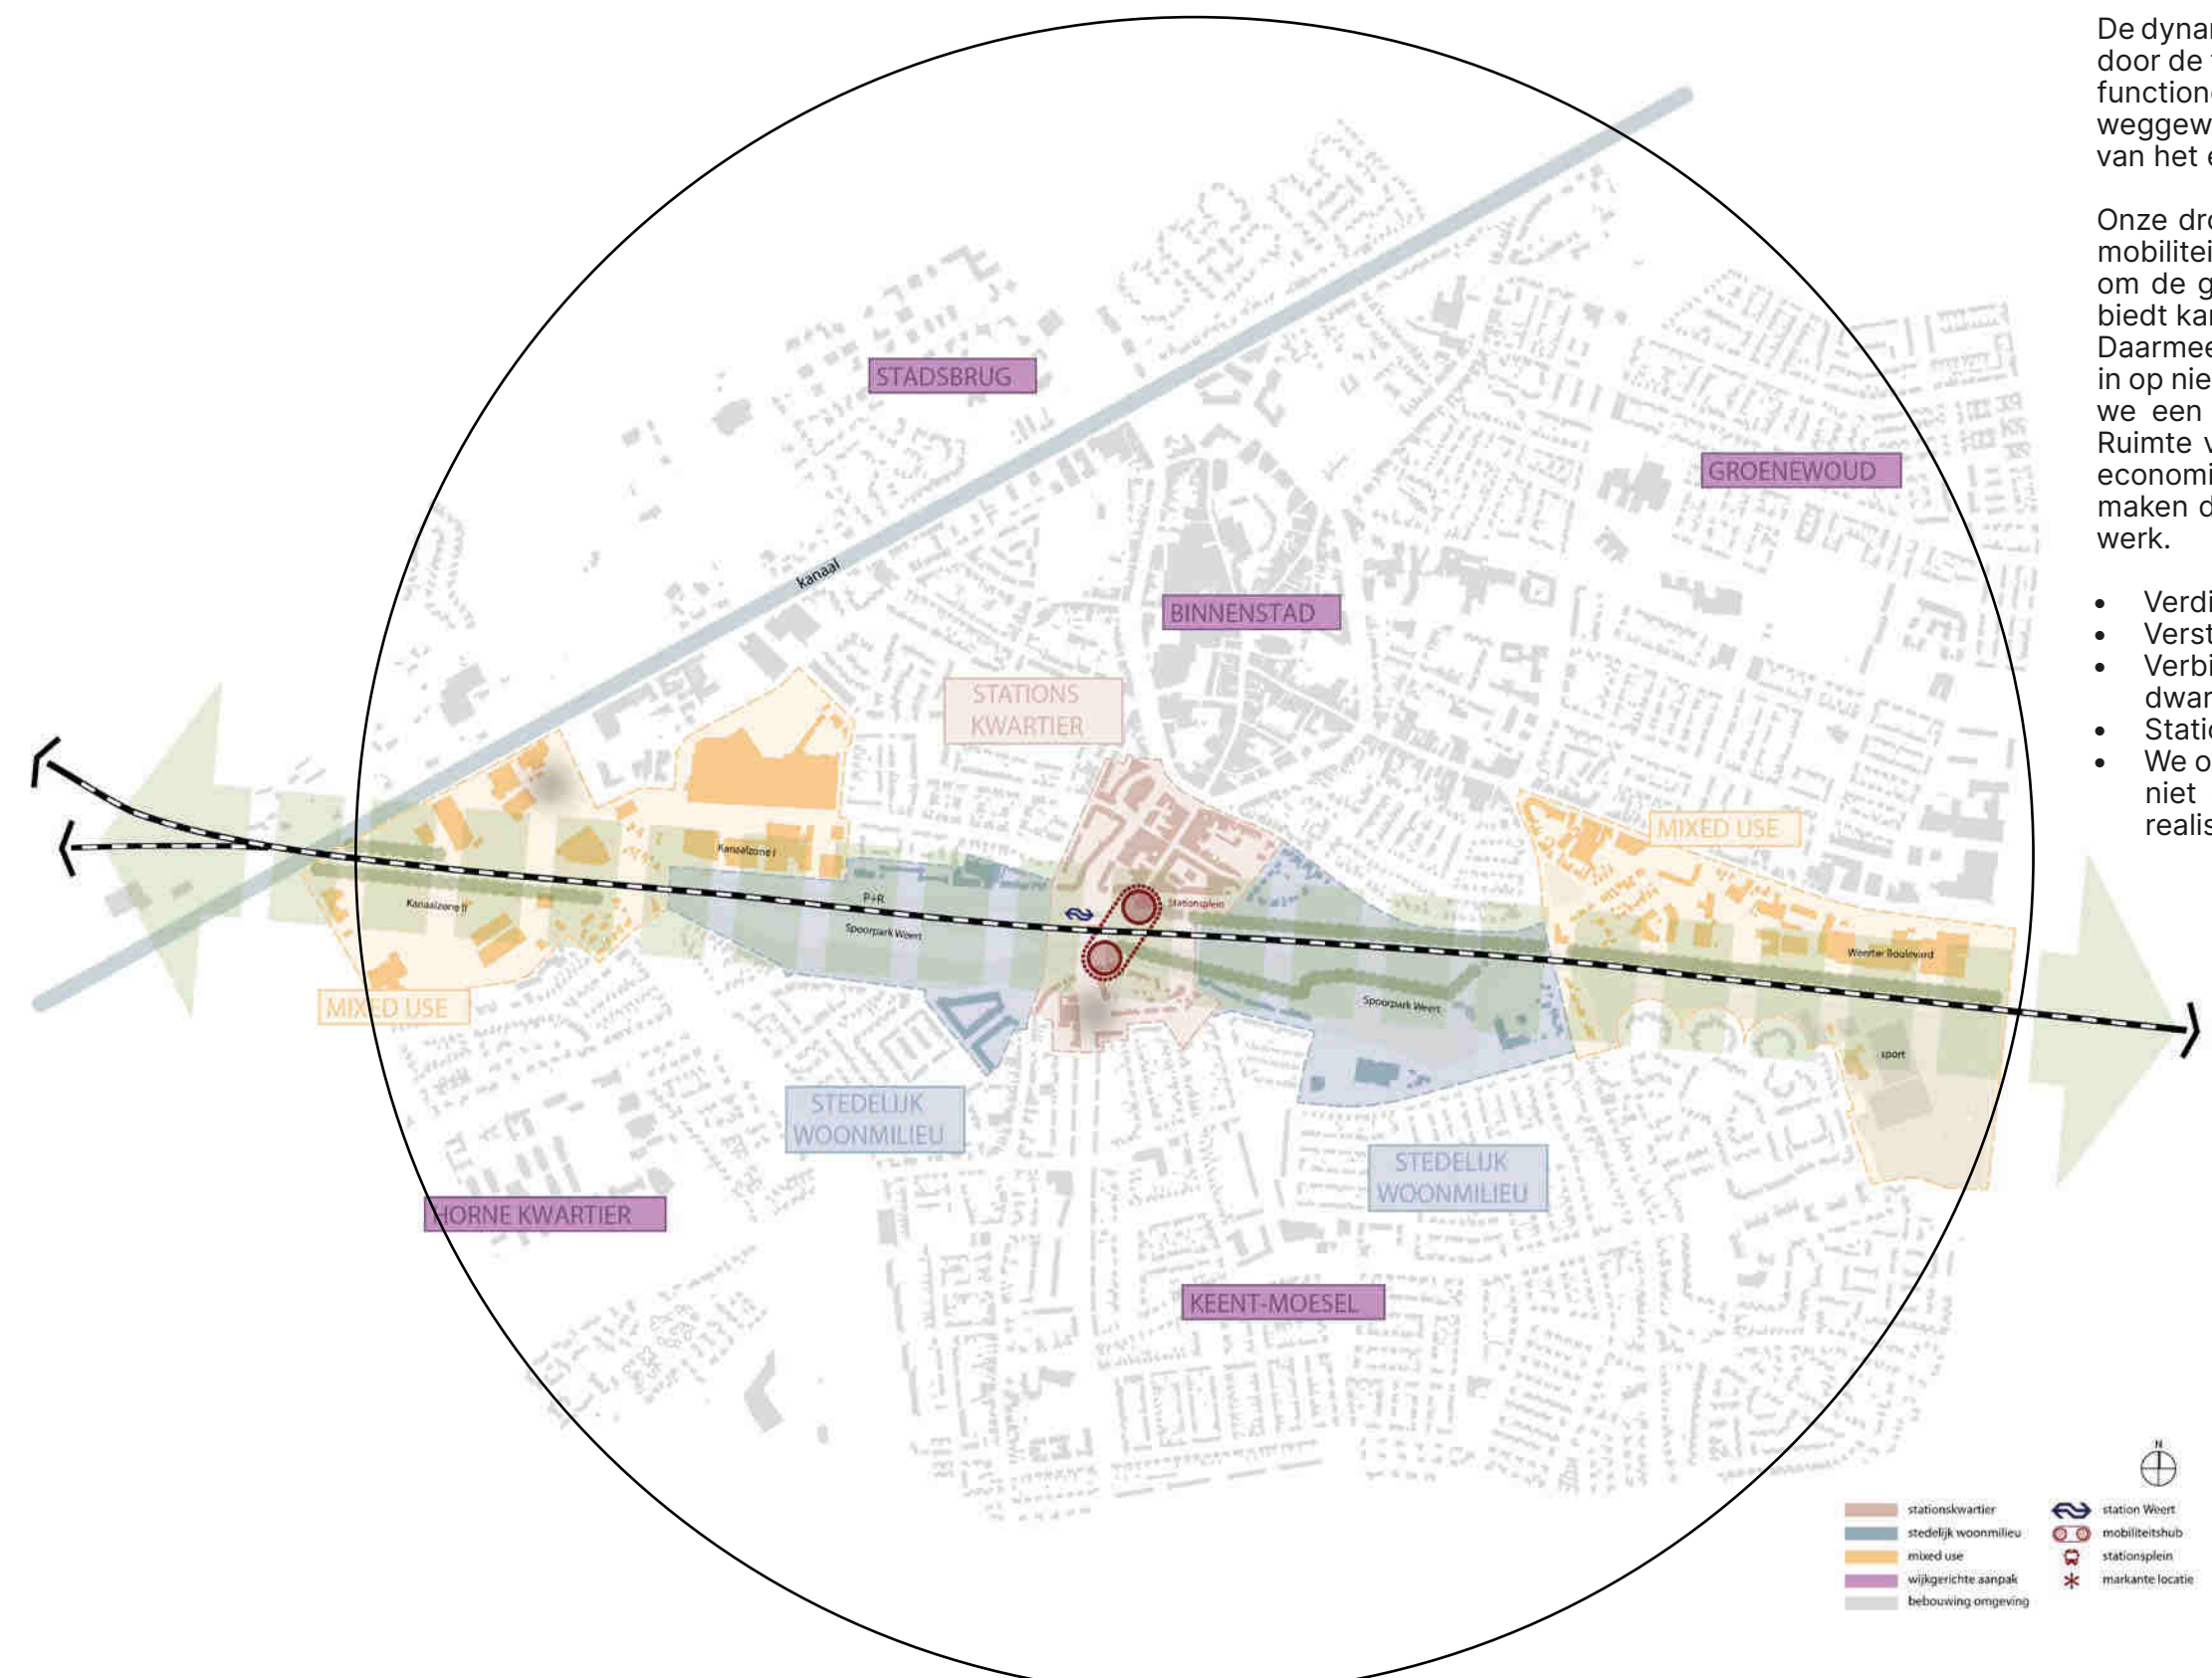 De dynam
door de
functione
weggew
van het e
Onze dro
mobiliteit
om de g
biedt kan
Daarmee
in op nie
we een
Ruimte v
economi
maken d
werk.
• Verdi
• Verst
• Verbi
dwar
• Static
• We o
niet
realis
STADSBRUG
GROENEWOUD
kanaal
BINNENSTAD
STATIONS
KWARTIER
MIXED USE
Kanaalzone I
P+R
Stationsplein
Kanaalzone II
Spoorpark Weert
Weerter Boulevard
MIXED USE
Spoorpark Weert
sport
STEDELIJK
WOONMILIEU
STEDELIJK
WOONMILIEU
HORNE KWARTIER
KEENT-MOESEL
N
stationskwartier
stedelijk woonmilieu
mixed use
wijkgerichte aanpak
bebouwing omgeving
station Weert
mobiliteitshub
stationsplein
markante locatie